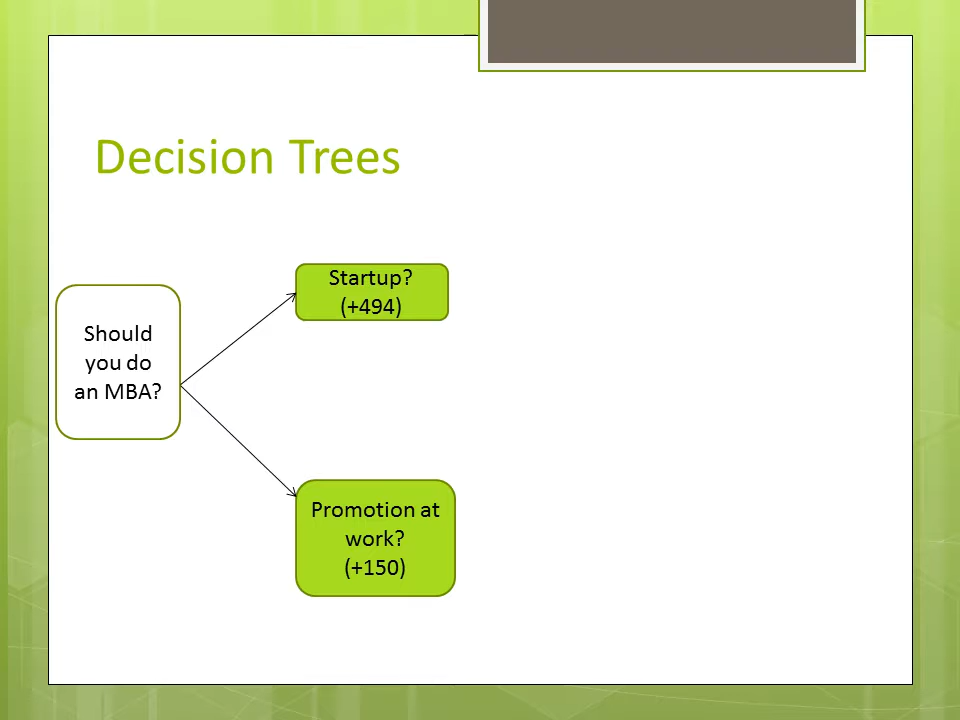 Decision Trees
Startup?
(+494)
Should
you do
an MBA?
Promotion at
work?
(+150)